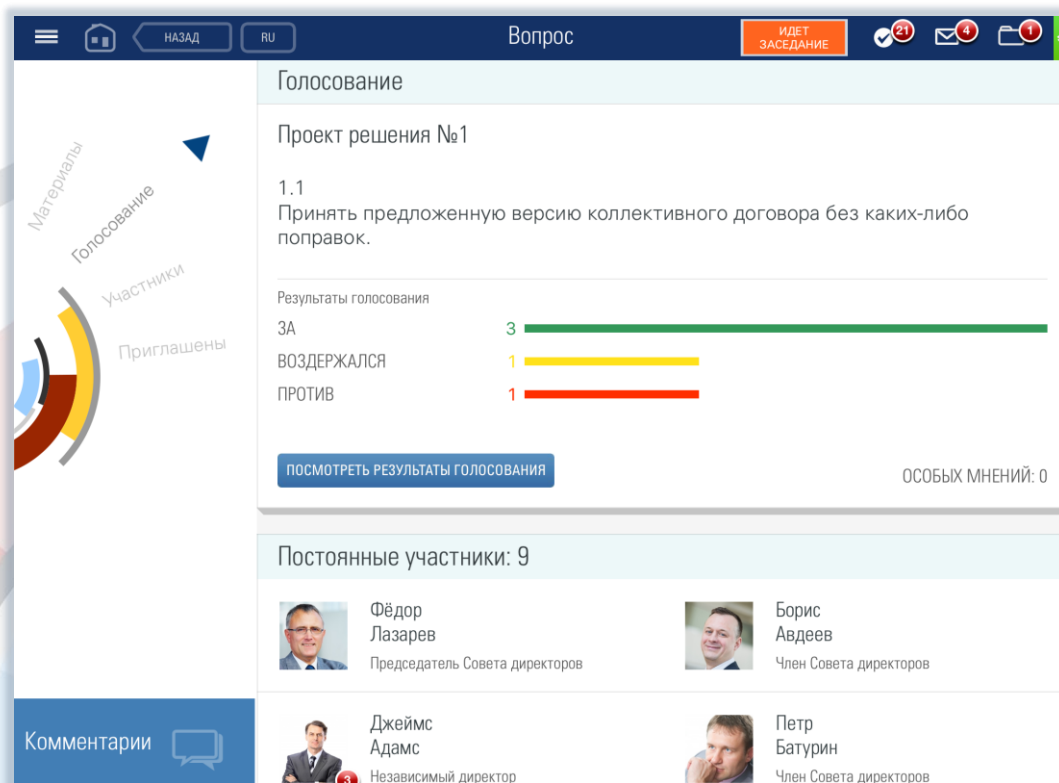 НАЗАД
RU
Вопрос
ИДЕТ
ЗАСЕДАНИЕ
21
4
1
Материалы
Голосование
Участники
Приглашены
Голосование
Проект решения №1
1.1
Принять предложенную версию коллективного договора без каких-либо
поправок.
Результаты голосования
ЗА 3
ВОЗДЕРЖАЛСЯ 1
ПРОТИВ 1
ПОСМОТРЕТЬ РЕЗУЛЬТАТЫ ГОЛОСОВАНИЯ
ОСОБЫХ МНЕНИЙ: 0
Постоянные участники: 9
Фёдор
Лазарев
Председатель Совета директоров
Борис
Авдеев
Член Совета директоров
Джеймс
Адамс
Независимый директор
3
Петр
Батурин
Член Совета директоров
Комментарии